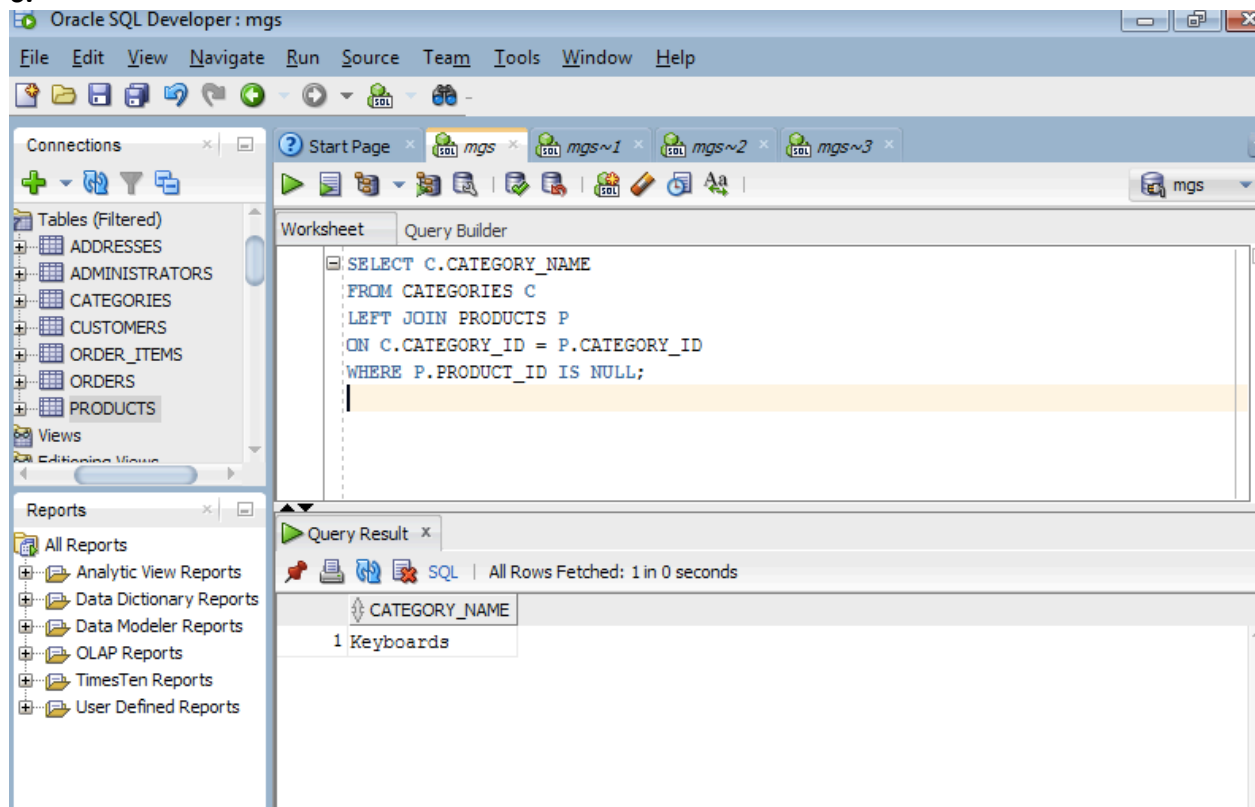 Oracle SQL Developer : mgs
File Edit View Navigate Run Source Team Tools Window Help
Connections
Start Page mgs mgs~1 mgs~2 mgs~3
mgs
Tables (Filtered)
ADDRESSES
ADMINISTRATORS
CATEGORIES
CUSTOMERS
ORDER_ITEMS
ORDERS
PRODUCTS
Views
Editioning Views
Worksheet Query Builder
SELECT C.CATEGORY_NAME
FROM CATEGORIES C
LEFT JOIN PRODUCTS P
ON C.CATEGORY_ID = P.CATEGORY_ID
WHERE P.PRODUCT_ID IS NULL;
Reports
All Reports
Analytic View Reports
Data Dictionary Reports
Data Modeler Reports
OLAP Reports
TimesTen Reports
User Defined Reports
Query Result
SQL | All Rows Fetched: 1 in 0 seconds
CATEGORY_NAME
1 Keyboards